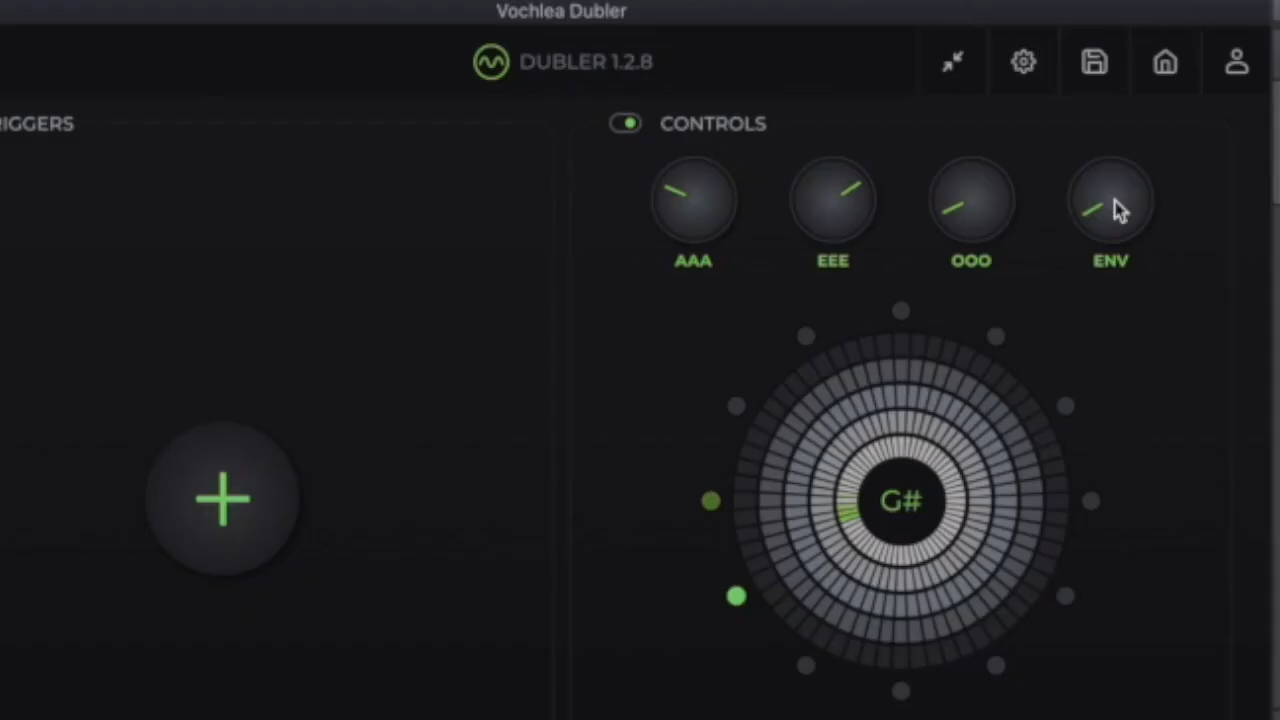 Vochlea Dubler
DUBLER 1.2.8
RIGGERS
CONTROLS
AAA
EEE
OOO
ENV
G#